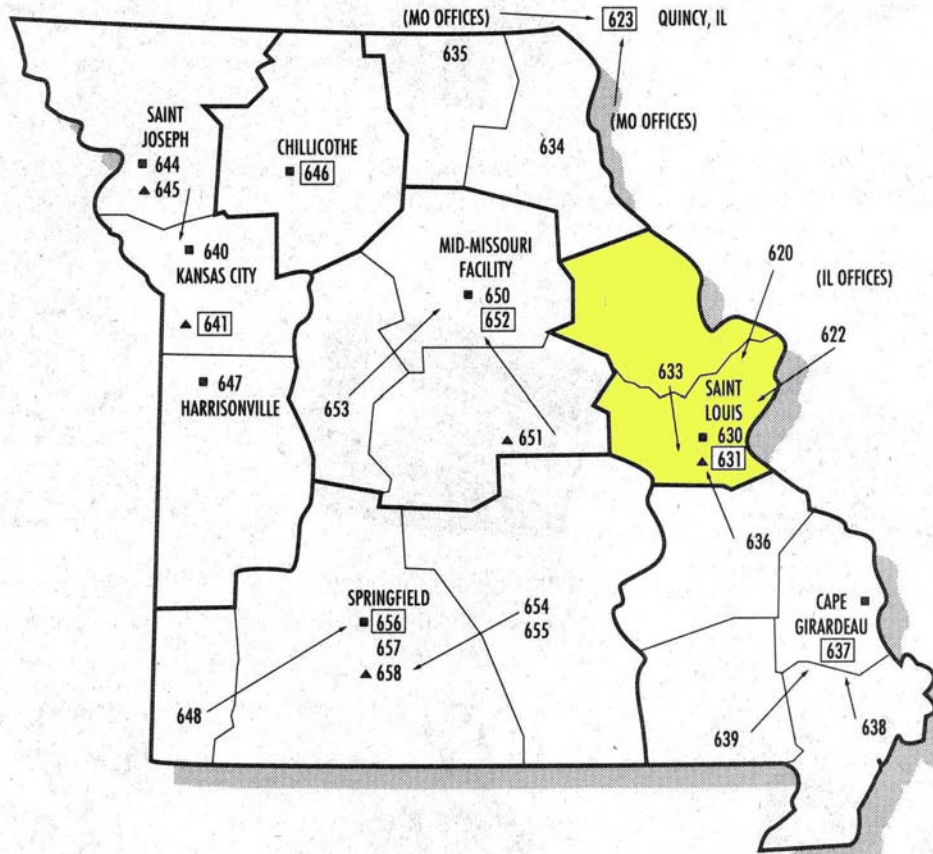 (MO OFFICES)
623 QUINCY, IL
635
(MO OFFICES)
634
SAINT
JOSEPH
644
645
CHILLICOTHE
646
640
KANSAS CITY
641
MID-MISSOURI
FACILITY
650
652
620
(IL OFFICES)
622
633
SAINT
LOUIS
630
631
647
HARRISONVILLE
653
651
636
SPRINGFIELD
656
657
658
654
655
648
CAPE
GIRARDEAU
637
639
638